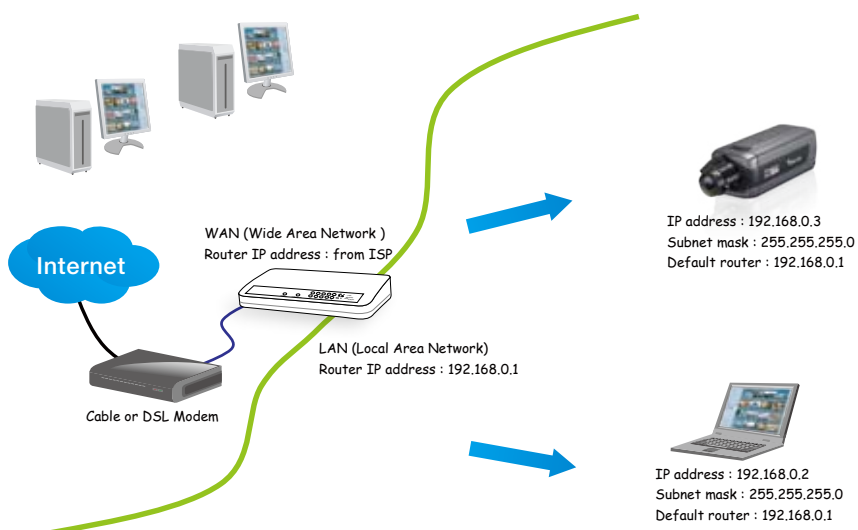 WAN (Wide Area Network )
Router IP address : from ISP
Internet
LAN (Local Area Network)
Router IP address : 192.168.0.1
Cable or DSL Modem
IP address : 192.168.0.3
Subnet mask : 255.255.255.0
Default router : 192.168.0.1
IP address : 192.168.0.2
Subnet mask : 255.255.255.0
Default router : 192.168.0.1